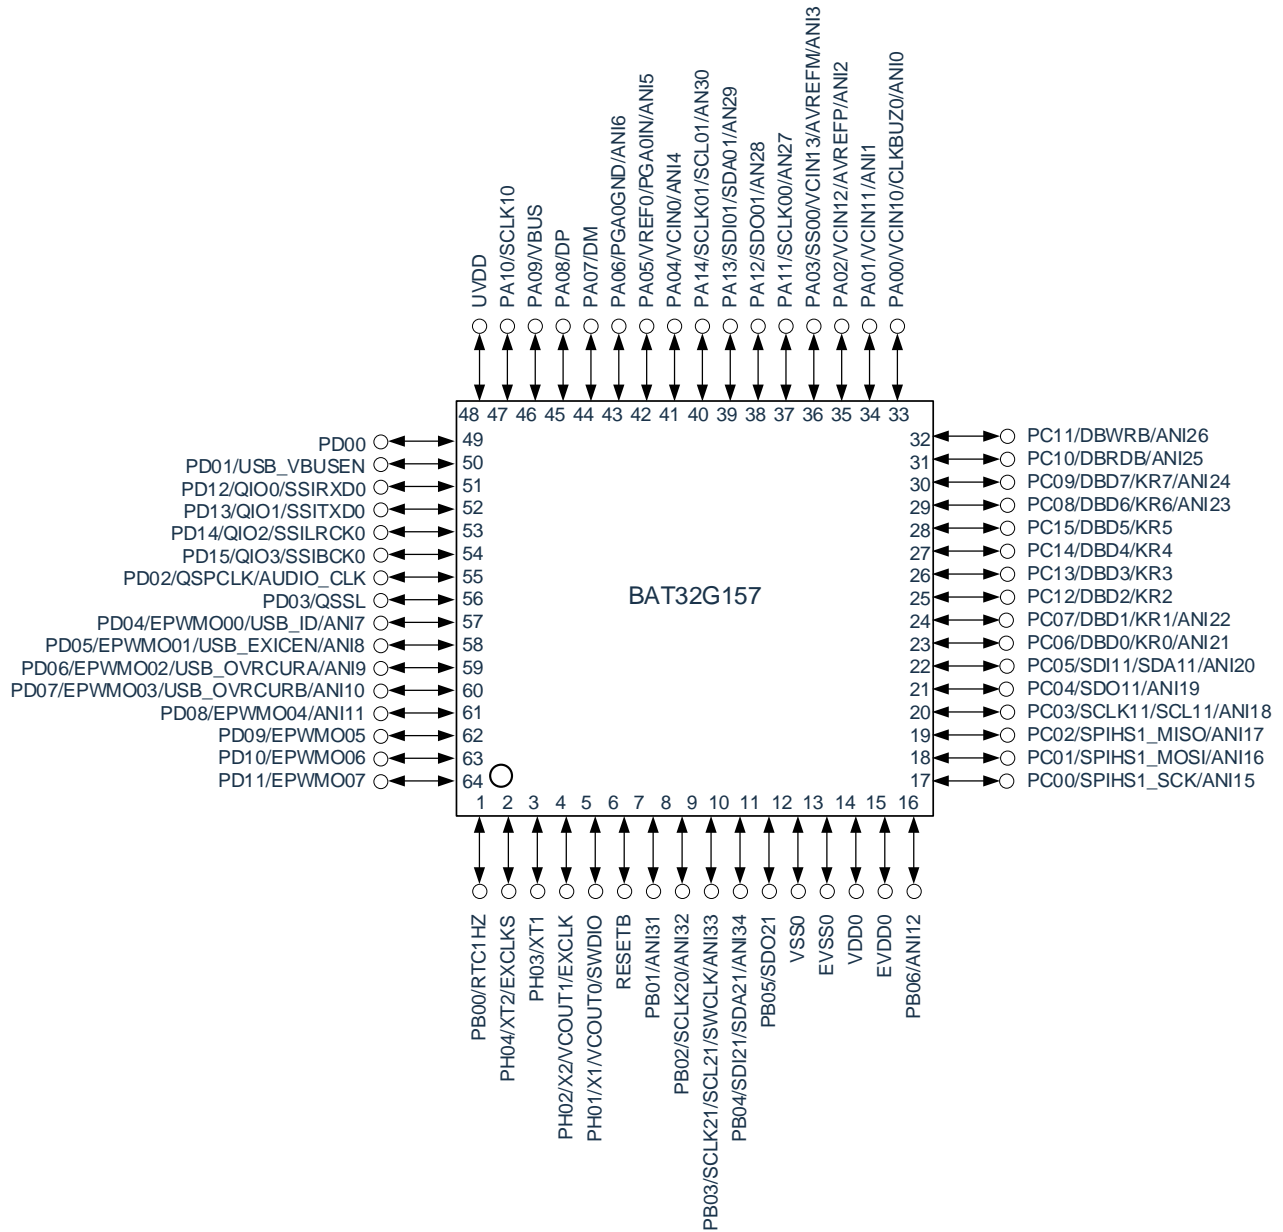 UVDD
PA10/SCLK10
PA09/VBUS
PA08/DP
PA07/DM
PA06/PGA0GND/ANI6
PA05/VREF0/PGA0IN/ANI5
PA04/VCIN0/ANI4
PA14/SCLK01/SCL01/AN30
PA13/SDI01/SDA01/AN29
PA12/SDO01/AN28
PA11/SCLK00/AN27
PA03/SS00/VCIN13/AVREFM/ANI3
PA02/VCIN12/AVREFP/ANI2
PA01/VCIN11/ANI1
PA00/VCIN10/CLKBUZ0/ANI0
48 47 46 45 44 43 42 41 40 39 38 37 36 35 34 33
PD00 49
PD01/USB_VBUSEN 50
PD12/QIO0/SSIRXD0 51
PD13/QIO1/SSITXD0 52
PD14/QIO2/SSILRCK0 53
PD15/QIO3/SSIBCK0 54
PD02/QSPCLK/AUDIO_CLK 55
PD03/QSSL 56
PD04/EPWMO00/USB_ID/ANI7 57
PD05/EPWMO01/USB_EXICEN/ANI8 58
PD06/EPWMO02/USB_OVRCURA/ANI9 59
PD07/EPWMO03/USB_OVRCURB/ANI10 60
PD08/EPWMO04/ANI11 61
PD09/EPWMO05 62
PD10/EPWMO06 63
PD11/EPWMO07 64
BAT32G157
32 PC11/DBWRB/ANI26
31 PC10/DBRDB/ANI25
30 PC09/DBD7/KR7/ANI24
29 PC08/DBD6/KR6/ANI23
28 PC15/DBD5/KR5
27 PC14/DBD4/KR4
26 PC13/DBD3/KR3
25 PC12/DBD2/KR2
24 PC07/DBD1/KR1/ANI22
23 PC06/DBD0/KR0/ANI21
22 PC05/SDI11/SDA11/ANI20
21 PC04/SDO11/ANI19
20 PC03/SCLK11/SCL11/ANI18
19 PC02/SPIHS1_MISO/ANI17
18 PC01/SPIHS1_MOSI/ANI16
17 PC00/SPIHS1_SCK/ANI15
1 2 3 4 5 6 7 8 9 10 11 12 13 14 15 16
PB00/RTC1HZ
PH04/XT2/EXCLKS
PH03/XT1
PH02/X2/VCOUT1/EXCLK
PH01/X1/VCOUT0/SWDIO
RESETB
PB01/ANI31
PB02/SCLK20/ANI32
PB03/SCLK21/SCL21/SWCLK/ANI33
PB04/SDI21/SDA21/ANI34
PB05/SDO21
VSS0
EVSS0
VDD0
EVDD0
PB06/ANI12